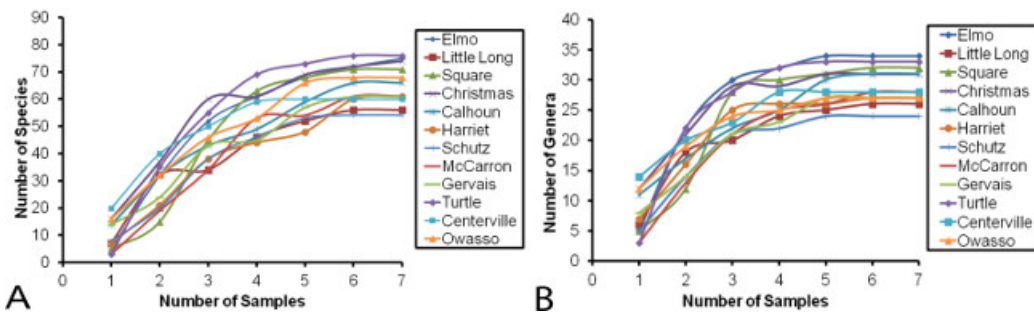 90
80
70
60
50
40
30
20
10
0
Number of Species
0 1 2 3 4 5 6 7
Number of Samples
A
Elmo
Little Long
Square
Christmas
Calhoun
Harriet
Schutz
McCarron
Gervais
Turtle
Centerville
Owasso
40
35
30
25
20
15
10
5
0
Number of Genera
0 1 2 3 4 5 6 7
Number of Samples
B
Elmo
Little Long
Square
Christmas
Calhoun
Harriet
Schutz
McCarron
Gervais
Turtle
Centerville
Owasso